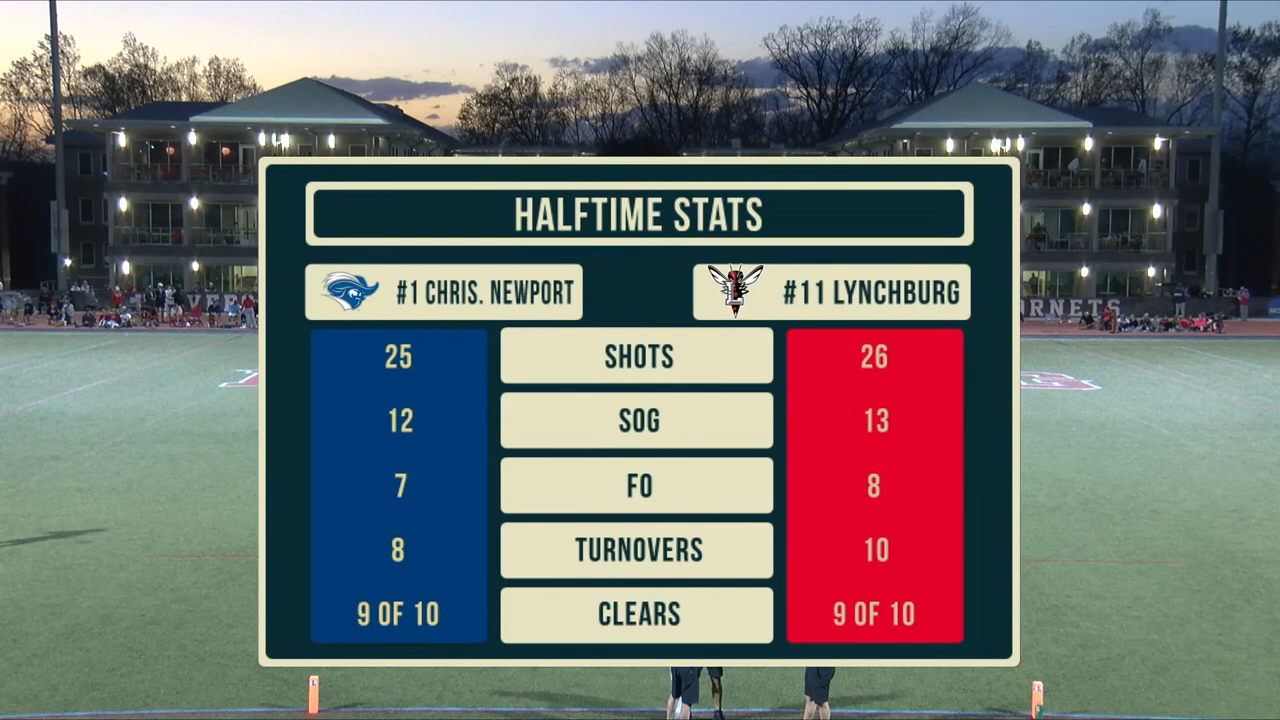 HALFTIME STATS
#1 CHRIS. NEWPORT
#11 LYNCHBURG
25 SHOTS 26
12 SOG 13
7 FO 8
8 TURNOVERS 10
9 OF 10 CLEARS 9 OF 10